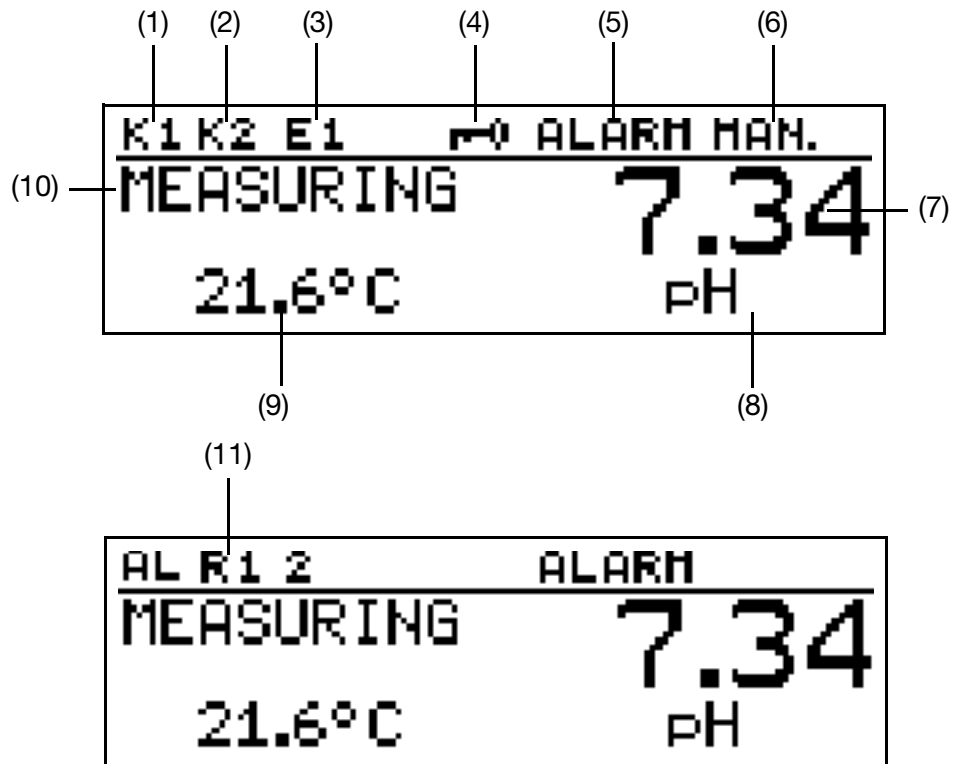 (1) (2) (3) (4) (5) (6)
K1 K2 E1 ALARM MAN.
(10) MEASURING 7.34 (7)
21.6°C pH
(9) (8)
(11)
AL R1 2 ALARM
MEASURING 7.34
21.6°C pH